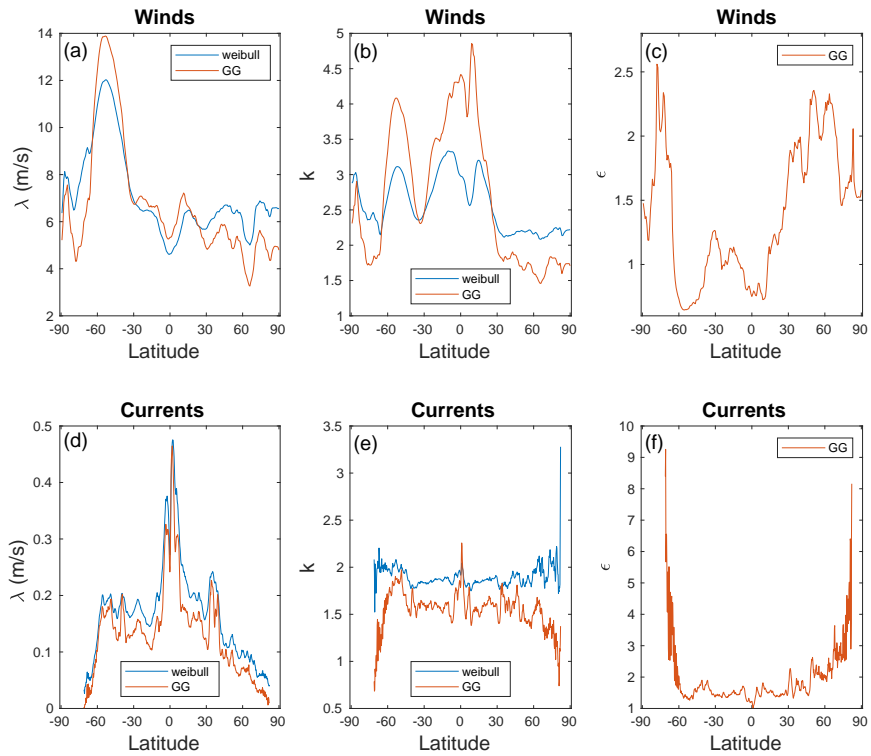 Winds
Winds
Winds
(a)
weibull
GG
14
12
10
8
6
4
2
λ (m/s)
-90 -60 -30 0 30 60 90
Latitude
(b)
weibull
GG
5
4.5
4
3.5
3
2.5
2
1.5
1
k
-90 -60 -30 0 30 60 90
Latitude
(c)
GG
2.5
2
1.5
1
ϵ
-90 -60 -30 0 30 60 90
Latitude
Currents
Currents
Currents
(d)
weibull
GG
0.5
0.4
0.3
0.2
0.1
0
λ (m/s)
-90 -60 -30 0 30 60 90
Latitude
(e)
weibull
GG
3.5
3
2.5
2
1.5
1
0.5
k
-90 -60 -30 0 30 60 90
Latitude
(f)
GG
10
9
8
7
6
5
4
3
2
1
ϵ
-90 -60 -30 0 30 60 90
Latitude